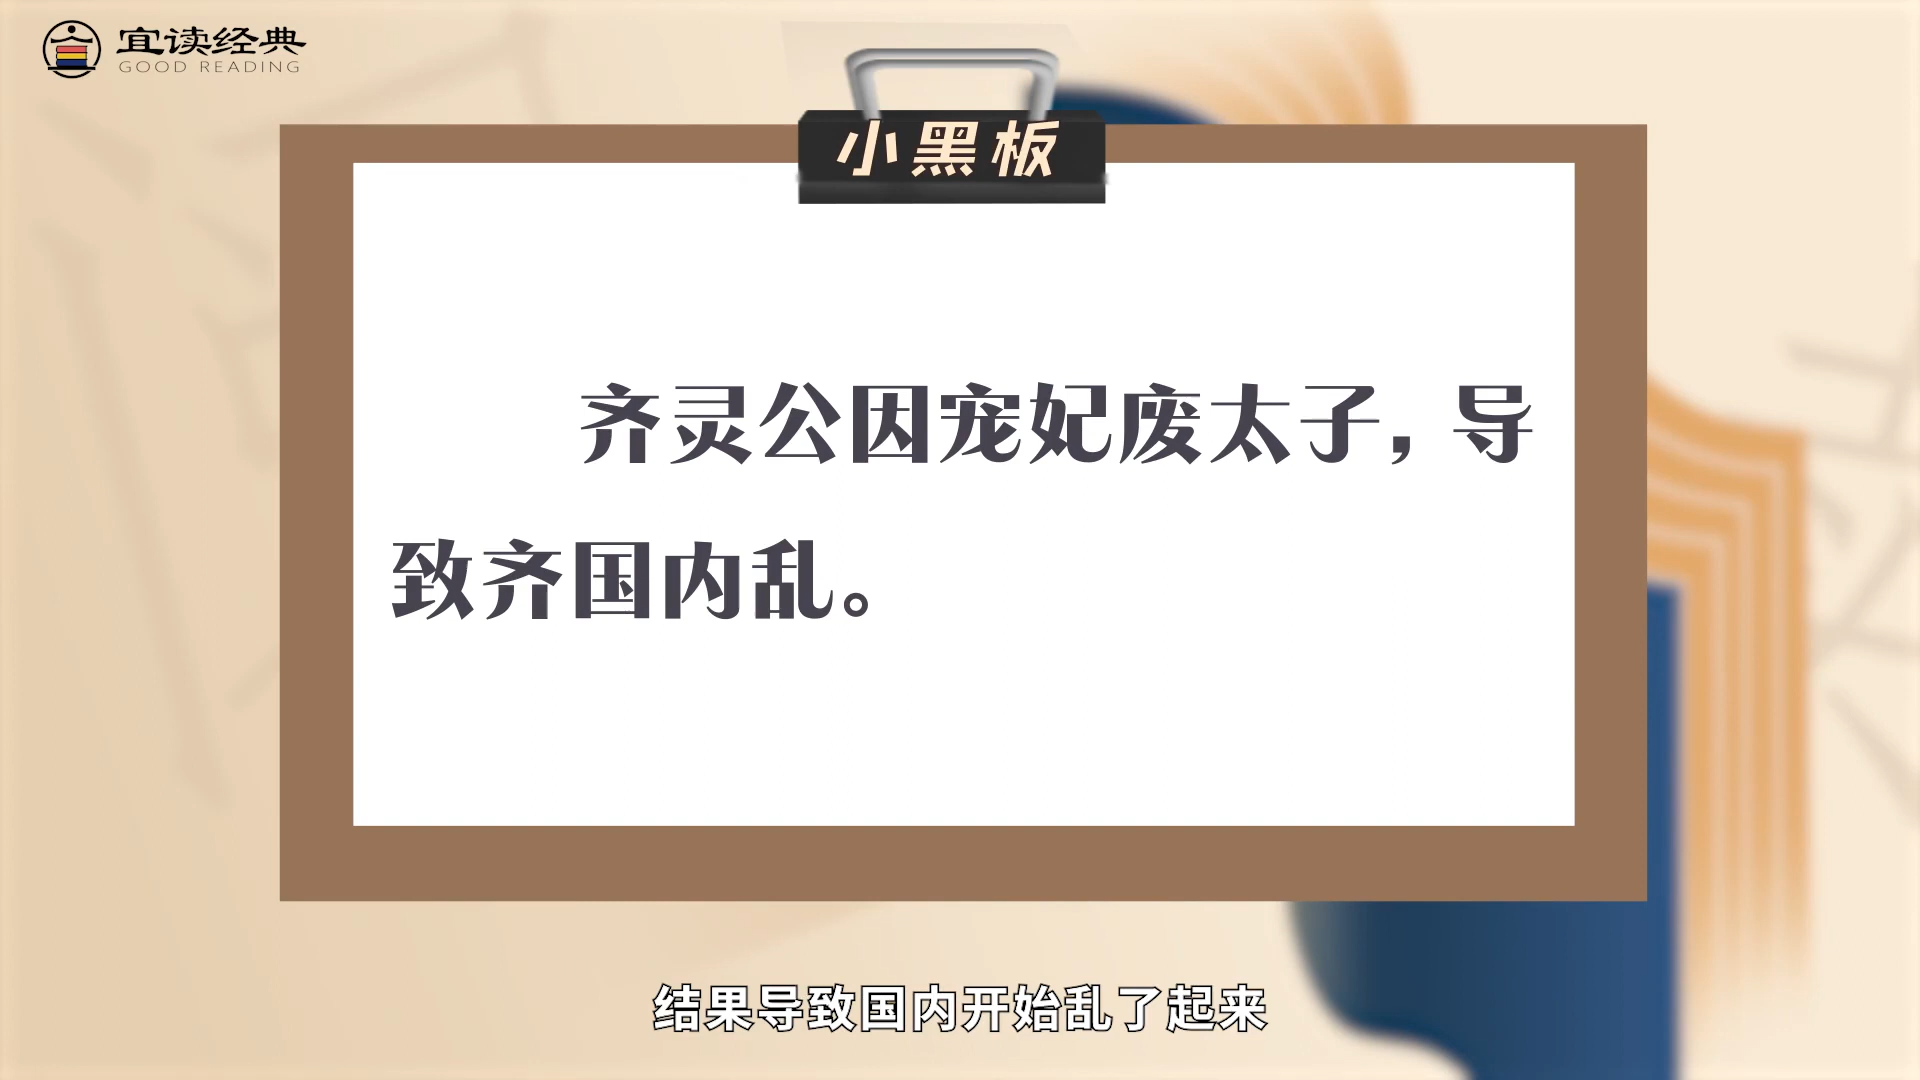 宜读经典
GOOD READING
小黑板
齐灵公因宠妃废太子，导
致齐国内乱。
结果导致国内开始乱了起来